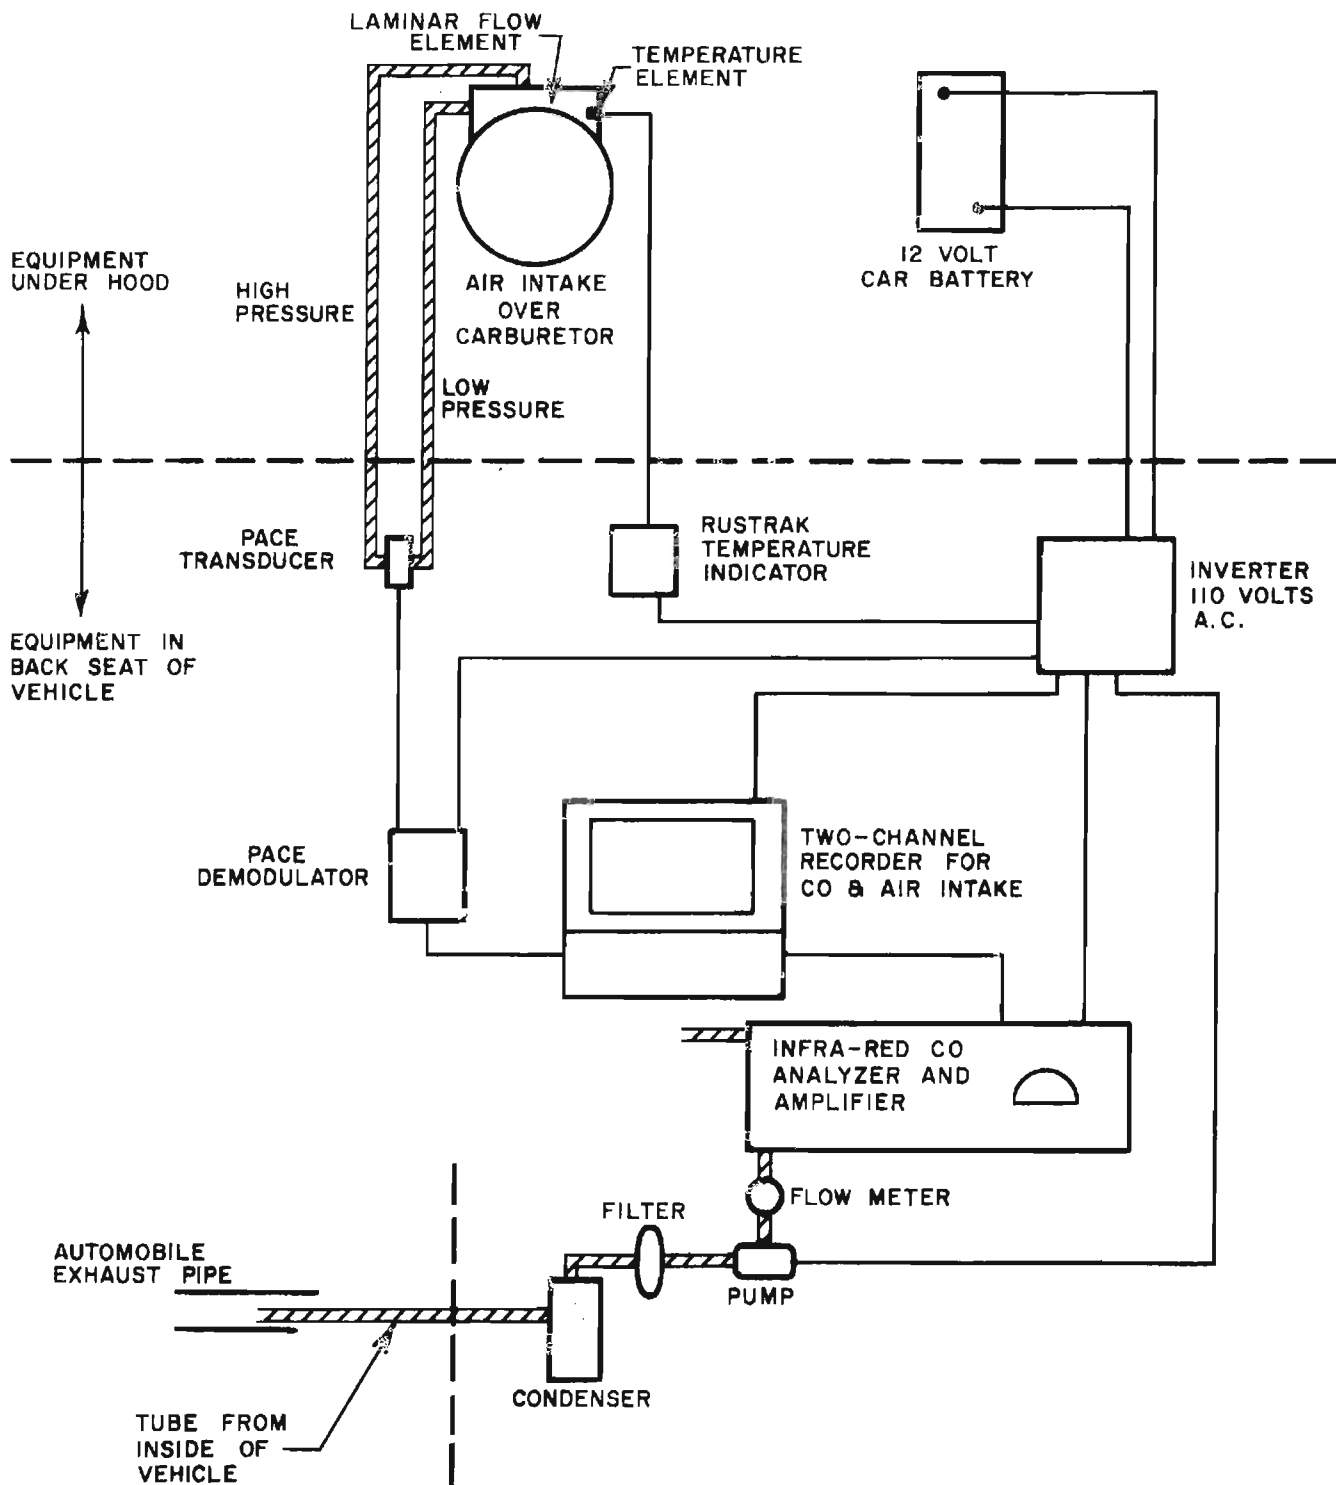 LAMINAR FLOW
ELEMENT
TEMPERATURE
ELEMENT
EQUIPMENT
UNDER HOOD
HIGH
PRESSURE
AIR INTAKE
OVER
CARBURETOR
12 VOLT
CAR BATTERY
LOW
PRESSURE
PACE
TRANSDUCER
RUSTRAK
TEMPERATURE
INDICATOR
INVERTER
110 VOLTS
A.C.
EQUIPMENT IN
BACK SEAT OF
VEHICLE
PACE
DEMODULATOR
TWO-CHANNEL
RECORDER FOR
CO & AIR INTAKE
INFRA-RED CO
ANALYZER AND
AMPLIFIER
FLOW METER
FILTER
PUMP
AUTOMOBILE
EXHAUST PIPE
CONDENSER
TUBE FROM
INSIDE OF
VEHICLE